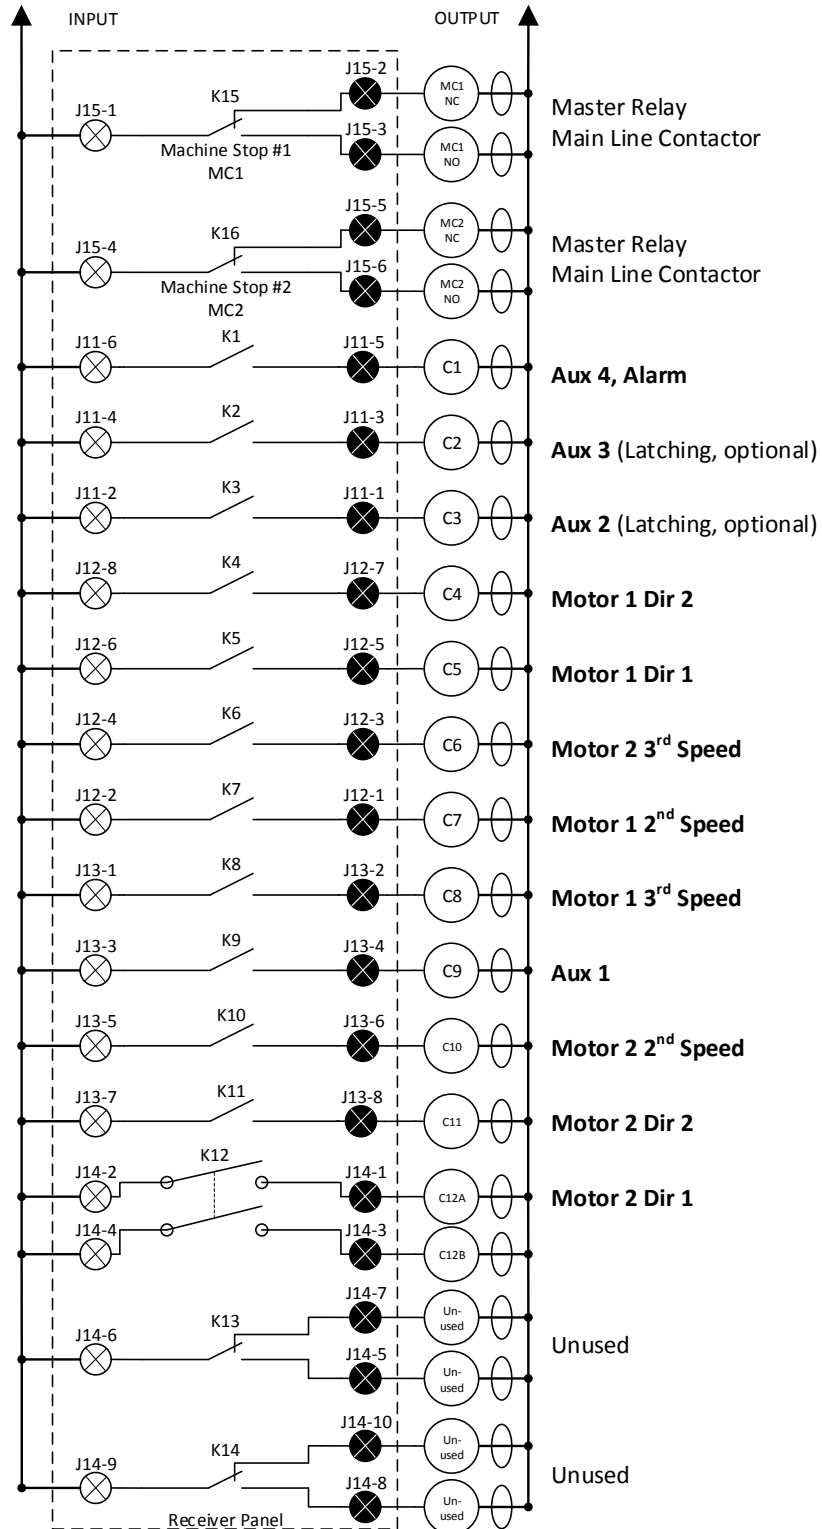 INPUT
OUTPUT
J15-2
MC1
NC
K15
J15-1
Master Relay
J15-3
Main Line Contactor
Machine Stop #1
MC1
NO
MC1
J15-5
MC2
NC
K16
J15-4
Master Relay
J15-6
Main Line Contactor
Machine Stop #2
MC2
NO
MC2
J11-6
K1
J11-5
C1
Aux 4, Alarm
J11-4
K2
J11-3
C2
Aux 3 (Latching, optional)
J11-2
K3
J11-1
C3
Aux 2 (Latching, optional)
J12-8
K4
J12-7
C4
Motor 1 Dir 2
J12-6
K5
J12-5
C5
Motor 1 Dir 1
J12-4
K6
J12-3
C6
Motor 2 3rd Speed
J12-2
K7
J12-1
C7
Motor 1 2nd Speed
J13-1
K8
J13-2
C8
Motor 1 3rd Speed
J13-3
K9
J13-4
C9
Aux 1
J13-5
K10
J13-6
C10
Motor 2 2nd Speed
J13-7
K11
J13-8
C11
Motor 2 Dir 2
K12
J14-2
J14-1
C12A
Motor 2 Dir 1
J14-4
J14-3
C12B
J14-7
Un-
used
K13
J14-6
Unused
J14-5
Un-
used
J14-10
Un-
used
K14
J14-9
Unused
J14-8
Un-
used
Receiver Panel